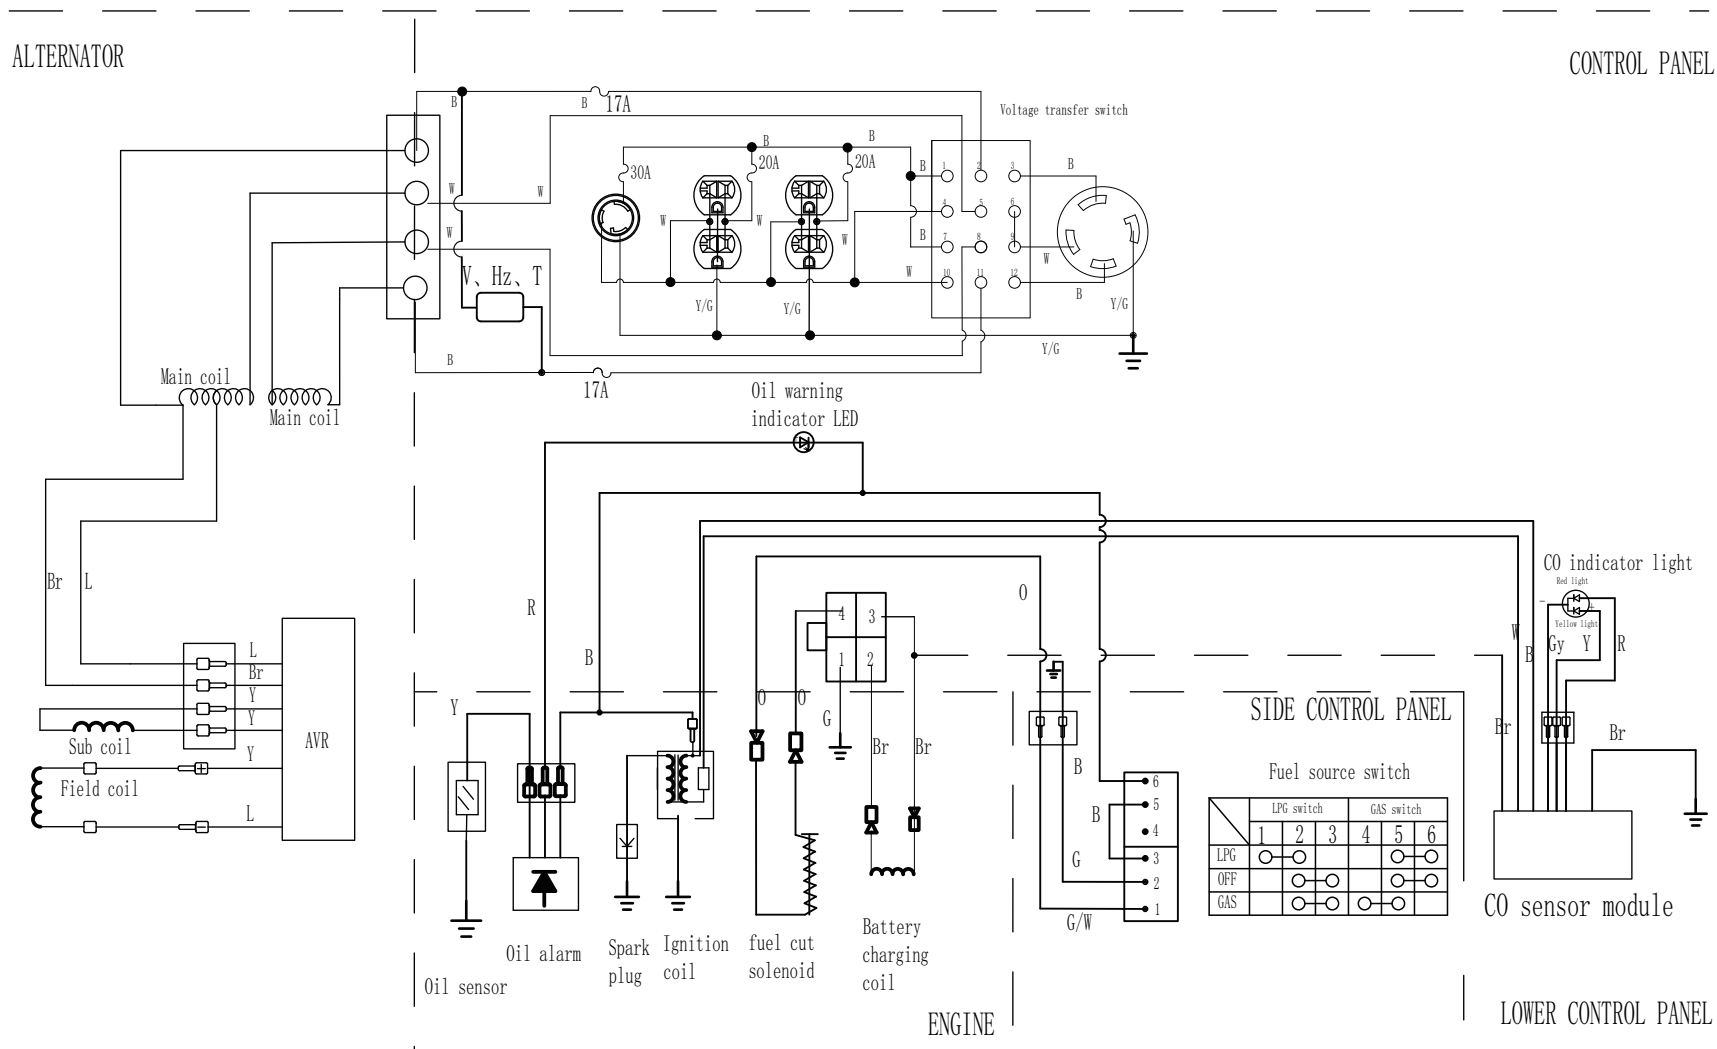 ALTERNATOR
CONTROL PANEL
B
B
17A
Voltage transfer switch
B
B
30A
20A
20A
B
1
2
3
B
W
W
W
W
W
4
5
6
W
W
B
7
8
9
W
V、Hz、T
W
10
11
12
B
Y/G
Y/G
Y/G
Y/G
B
17A
Main coil
Main coil
Oil warning
indicator LED
CO indicator light
Red light
-
+
Yellow light
Br
L
R
O
4
3
1
2
B
W
B
Gy
Y
R
L
Br
Y
Y
Y
L
Sub coil
Field coil
AVR
Y
O
O
G
Br
Br
SIDE CONTROL PANEL
Br
Br
B
B
G
G/W
6
5
4
3
2
1
Fuel source switch
LPG switch
GAS switch
1
2
3
4
5
6
LPG
OFF
GAS
CO sensor module
Oil sensor
Oil alarm
Spark
plug
Ignition
coil
fuel cut
solenoid
Battery
charging
coil
ENGINE
LOWER CONTROL PANEL